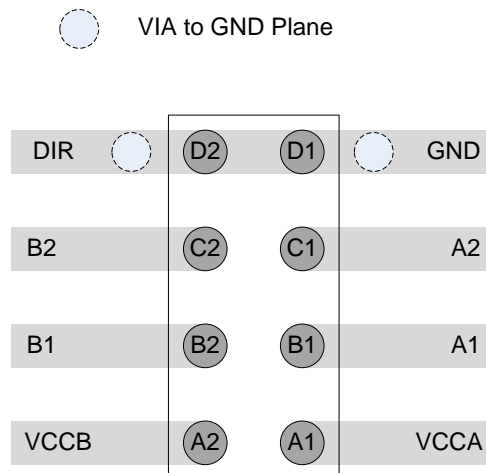 VIA to GND Plane
DIR D2 D1 GND
B2 C2 C1 A2
B1 B2 B1 A1
VCCB A2 A1 VCCA